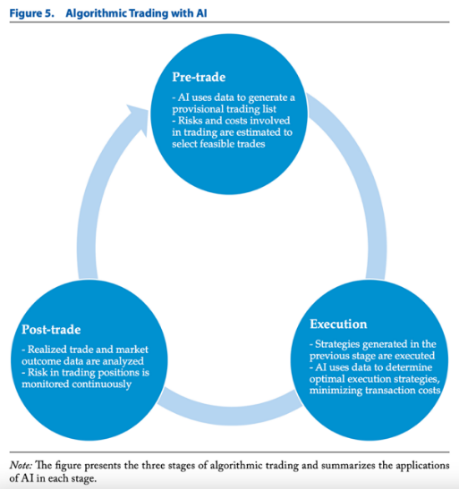 Figure 5. Algorithmic Trading with AI
Pre-trade
- AI uses data to generate a
provisional trading list
- Risks and costs involved
in trading are estimated to
select feasible trades
Execution
- Strategies generated in the
previous stage are executed
- AI uses data to determine
optimal execution strategies,
minimizing transaction costs
Post-trade
- Realized trade and market
outcome data are analyzed
- Risk in trading positions is
monitored continuously
Note: The figure presents the three stages of algorithmic trading and summarizes the applications
of AI in each stage.